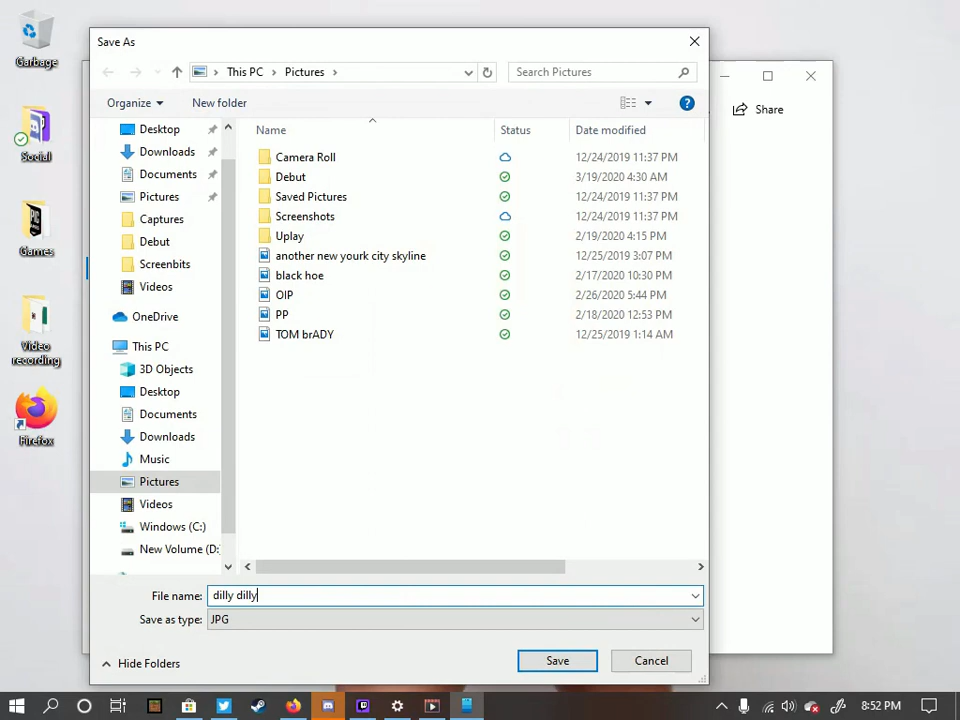 Garbage
Social
Games
Video recording
Firefox
Save As
This PC
Pictures
Search Pictures
Organize
New folder
Share
Name
Status
Date modified
Desktop
Downloads
Documents
Pictures
Captures
Debut
Screenbits
Videos
OneDrive
This PC
3D Objects
Desktop
Documents
Downloads
Music
Pictures
Videos
Windows (C:)
New Volume (D:
Camera Roll 12/24/2019 11:37 PM
Debut 3/19/2020 4:30 AM
Saved Pictures 12/24/2019 11:37 PM
Screenshots 12/24/2019 11:37 PM
Uplay 2/19/2020 4:15 PM
another new yourk city skyline 12/25/2019 3:07 PM
black hoe 2/17/2020 10:30 PM
OIP 2/26/2020 5:44 PM
PP 2/18/2020 12:53 PM
TOM brADY 12/25/2019 1:14 AM
File name: dilly dilly
Save as type: JPG
Hide Folders
Save
Cancel
8:52 PM